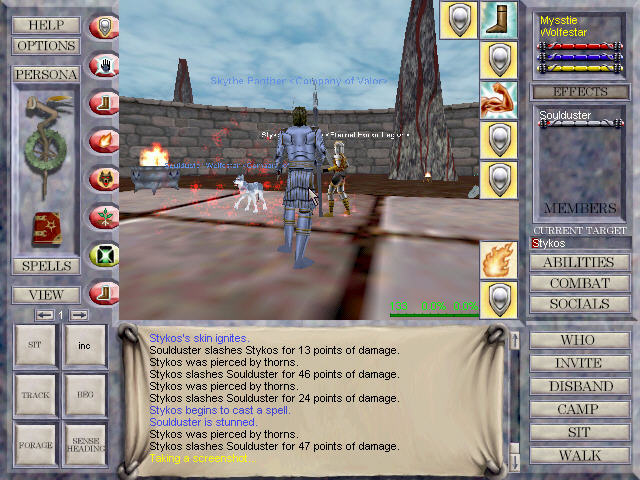 HELP
OPTIONS
PERSONA
SPELLS
VIEW
1
SIT
inc
TRACK
BEG
FORAGE
SENSE
HEADING
Skythe Panther <Company of Valor>
<Eternal Honor Legion>
Soulduster Wolfestar
Stykos's skin ignites.
Soulduster slashes Stykos for 13 points of damage.
Stykos was pierced by thorns.
Stykos slashes Soulduster for 46 points of damage.
Stykos was pierced by thorns.
Stykos slashes Soulduster for 24 points of damage.
Stykos begins to cast a spell.
Soulduster is stunned.
Stykos was pierced by thorns.
Stykos slashes Soulduster for 47 points of damage.
Taking a screenshot.
Mysstie
Wolfestar
EFFECTS
Soulduster
MEMBERS
CURRENT TARGET
Stykos
ABILITIES
COMBAT
SOCIALS
WHO
INVITE
DISBAND
CAMP
SIT
WALK